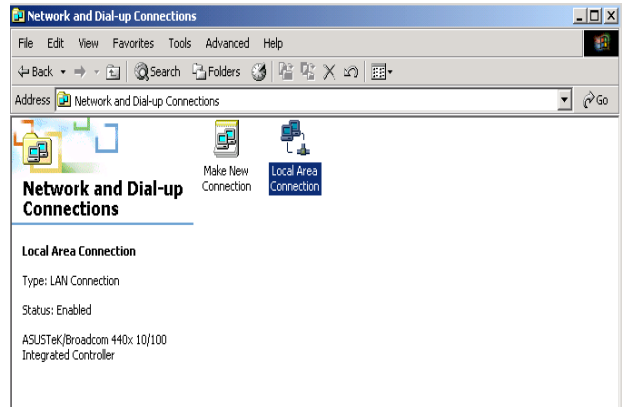 Network and Dial-up Connections
File Edit View Favorites Tools Advanced Help
Back Search Folders
Address Network and Dial-up Connections Go
Make New Connection
Local Area Connection
Network and Dial-up
Connections
Local Area Connection
Type: LAN Connection
Status: Enabled
ASUSTeK/Broadcom 440x 10/100
Integrated Controller